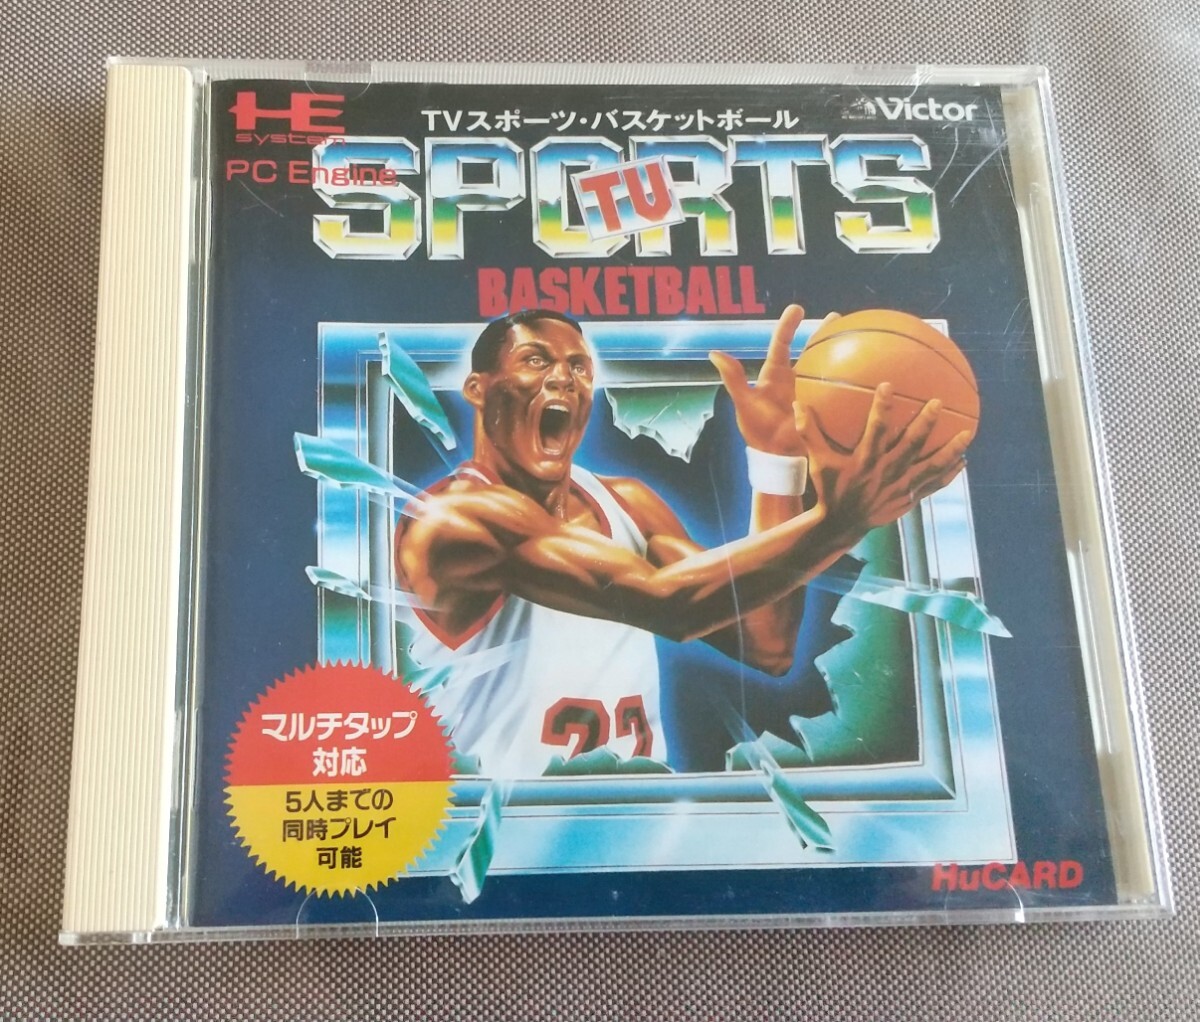 HE
system
PC Engine
TVスポーツ・バスケットボール
Victor
SPORTS
TV
BASKETBALL
マルチタップ
対応
5人までの
同時プレイ
可能
HuCARD